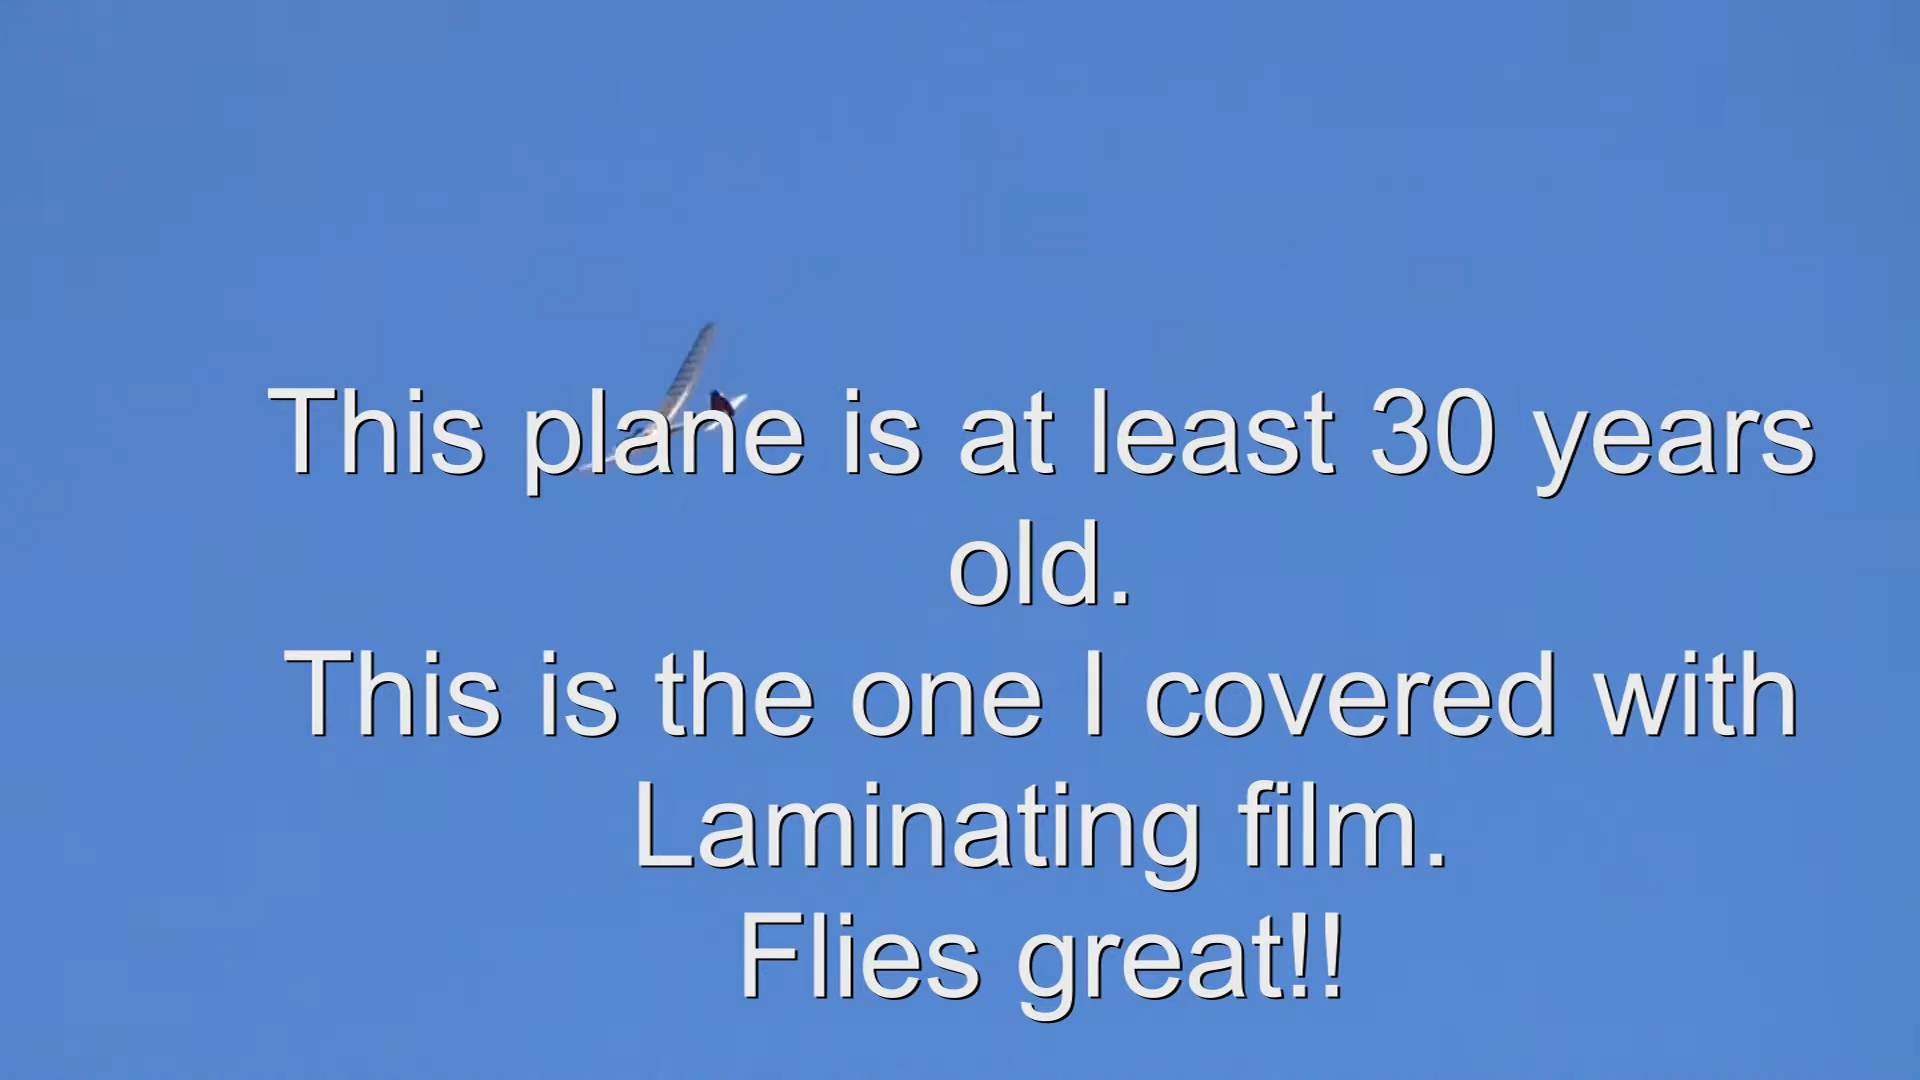 This plane is at least 30 years
old.
This is the one I covered with
Laminating film.
Flies great!!